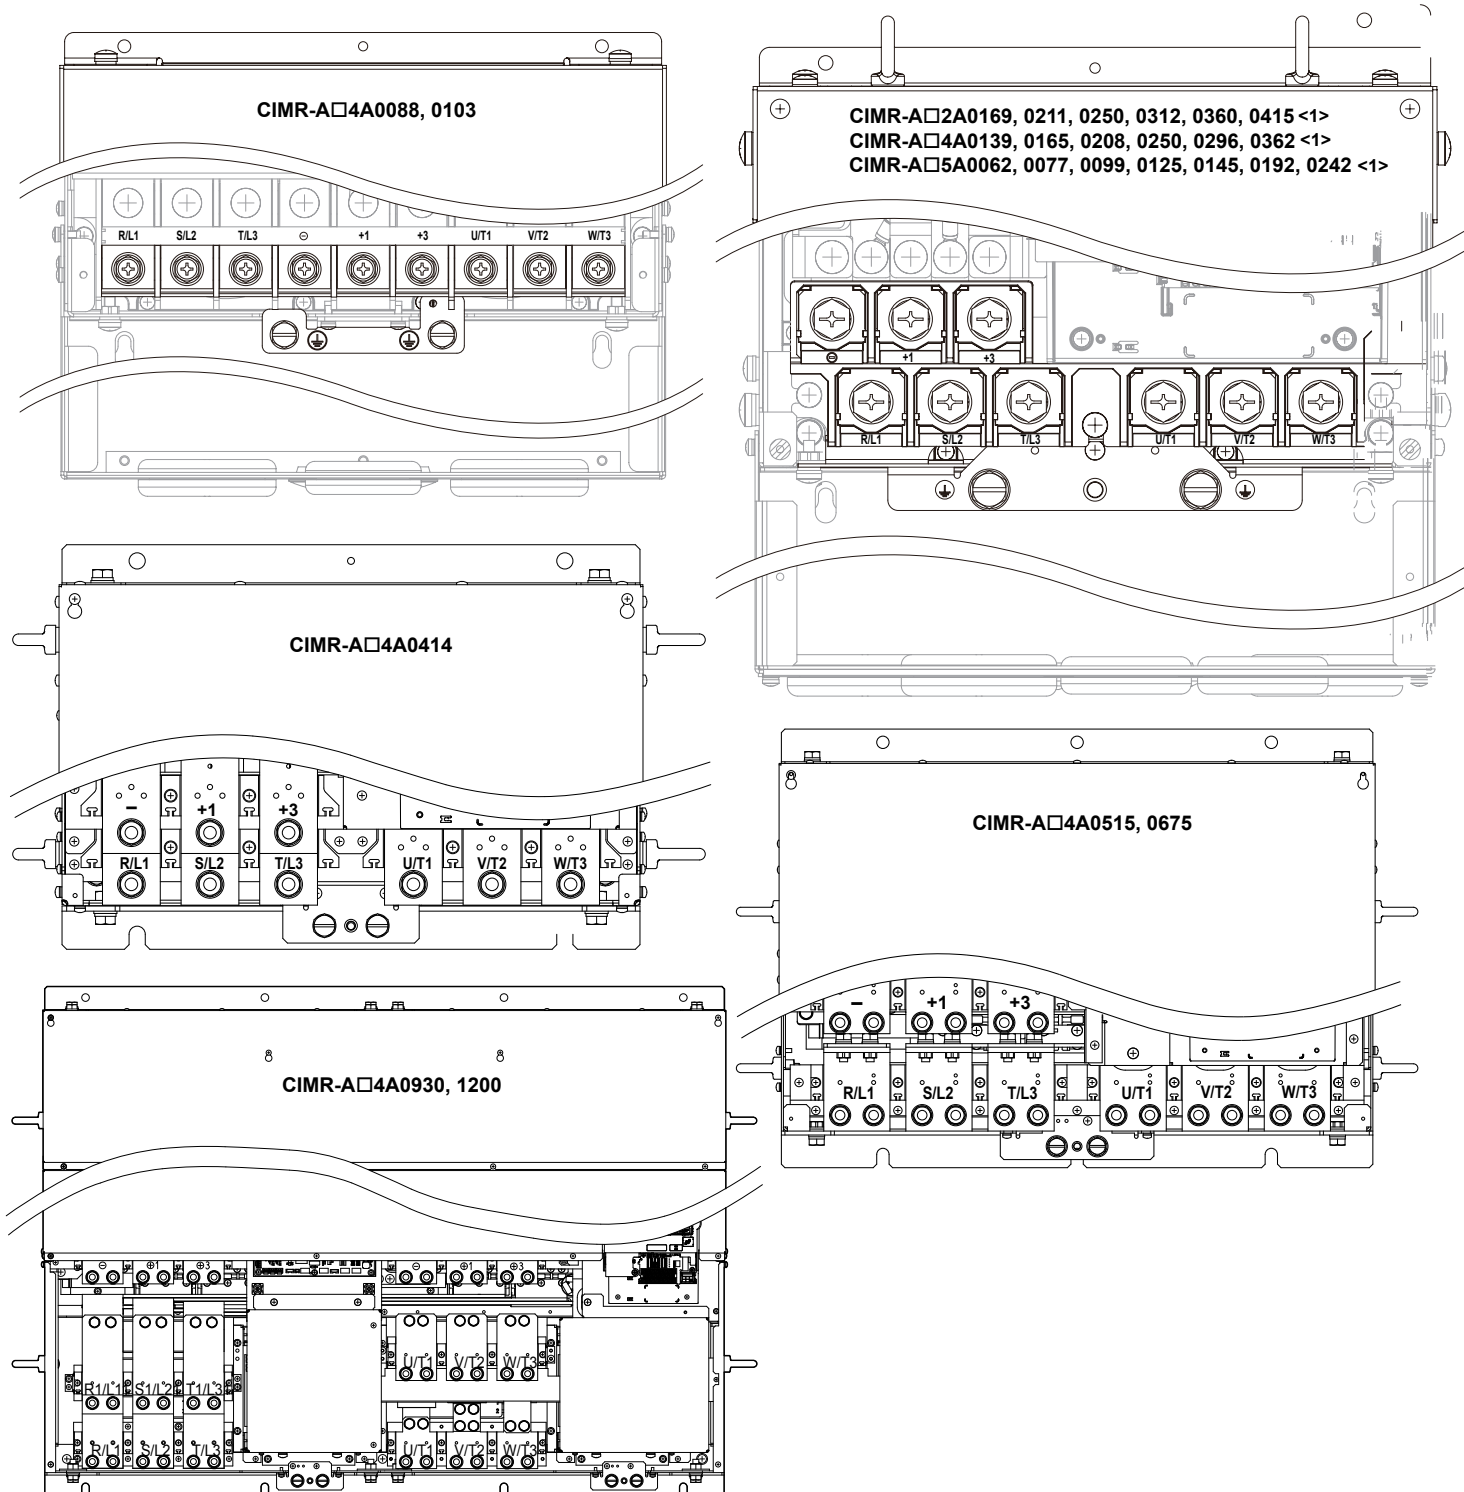 CIMR-A□4A0088, 0103
R/L1 S/L2 T/L3 ⊖ +1 +3 U/T1 V/T2 W/T3
CIMR-A□2A0169, 0211, 0250, 0312, 0360, 0415 <1>
CIMR-A□4A0139, 0165, 0208, 0250, 0296, 0362 <1>
CIMR-A□5A0062, 0077, 0099, 0125, 0145, 0192, 0242 <1>
⊖ +1 +3
R/L1 S/L2 T/L3 U/T1 V/T2 W/T3
CIMR-A□4A0414
− +1 +3
R/L1 S/L2 T/L3 U/T1 V/T2 W/T3
CIMR-A□4A0515, 0675
− +1 +3
R/L1 S/L2 T/L3 U/T1 V/T2 W/T3
CIMR-A□4A0930, 1200
⊖ ⊕1 ⊕3 ⊖ ⊕1 ⊕3
U/T1 V/T2 W/T3
R1/L11 S1/L21 T1/L31
R/L1 S/L2 T/L3 U/T1 V/T2 W/T3